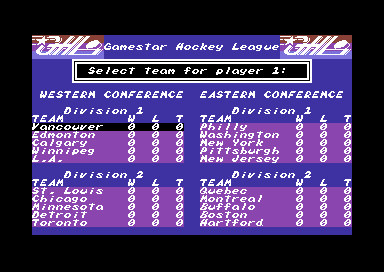 GHL Gamestar Hockey League GHL
Select Team for player 1:
WESTERN CONFERENCE EASTERN CONFERENCE
Division 1 Division 1
TEAM W L T TEAM W L T
Vancouver 0 0 0 Philly 0 0 0
Edmonton 0 0 0 Washington 0 0 0
Calgary 0 0 0 New York 0 0 0
Winnipeg 0 0 0 Pittsburgh 0 0 0
L.A. 0 0 0 New Jersey 0 0 0
Division 2 Division 2
TEAM W L T TEAM W L T
St. Louis 0 0 0 Quebec 0 0 0
Chicago 0 0 0 Montreal 0 0 0
Minnesota 0 0 0 Buffalo 0 0 0
Detroit 0 0 0 Boston 0 0 0
Toronto 0 0 0 Hartford 0 0 0